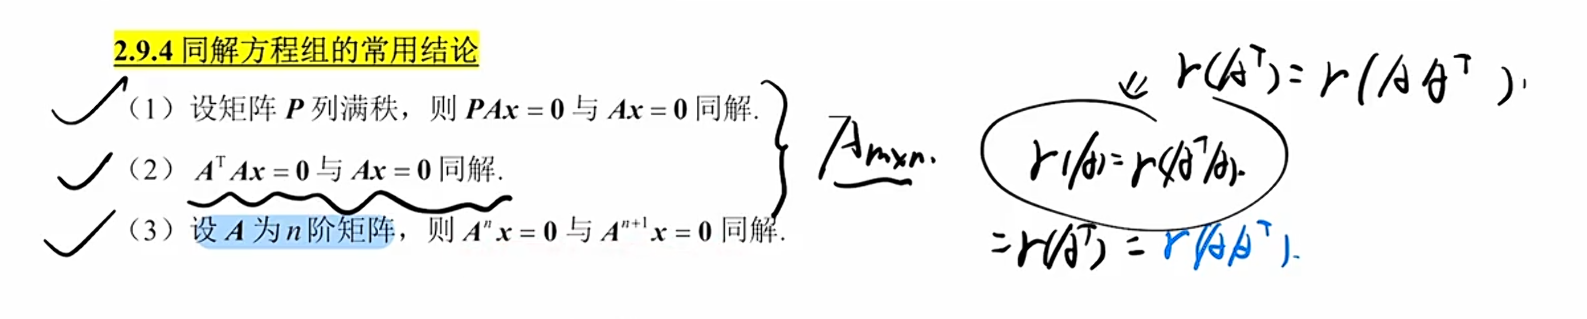 2.9.4 同解方程组的常用结论
r(Aᵀ) = r(AAᵀ).
(1) 设矩阵 P 列满秩，则 PAx = 0 与 Ax = 0 同解.
Aₘₓₙ.
r(A) = r(AᵀA).
(2) AᵀAx = 0 与 Ax = 0 同解.
(3) 设 A 为 n 阶矩阵，则 Aⁿx = 0 与 Aⁿ⁺¹x = 0 同解.
= r(Aᵀ) = r(AAᵀ).